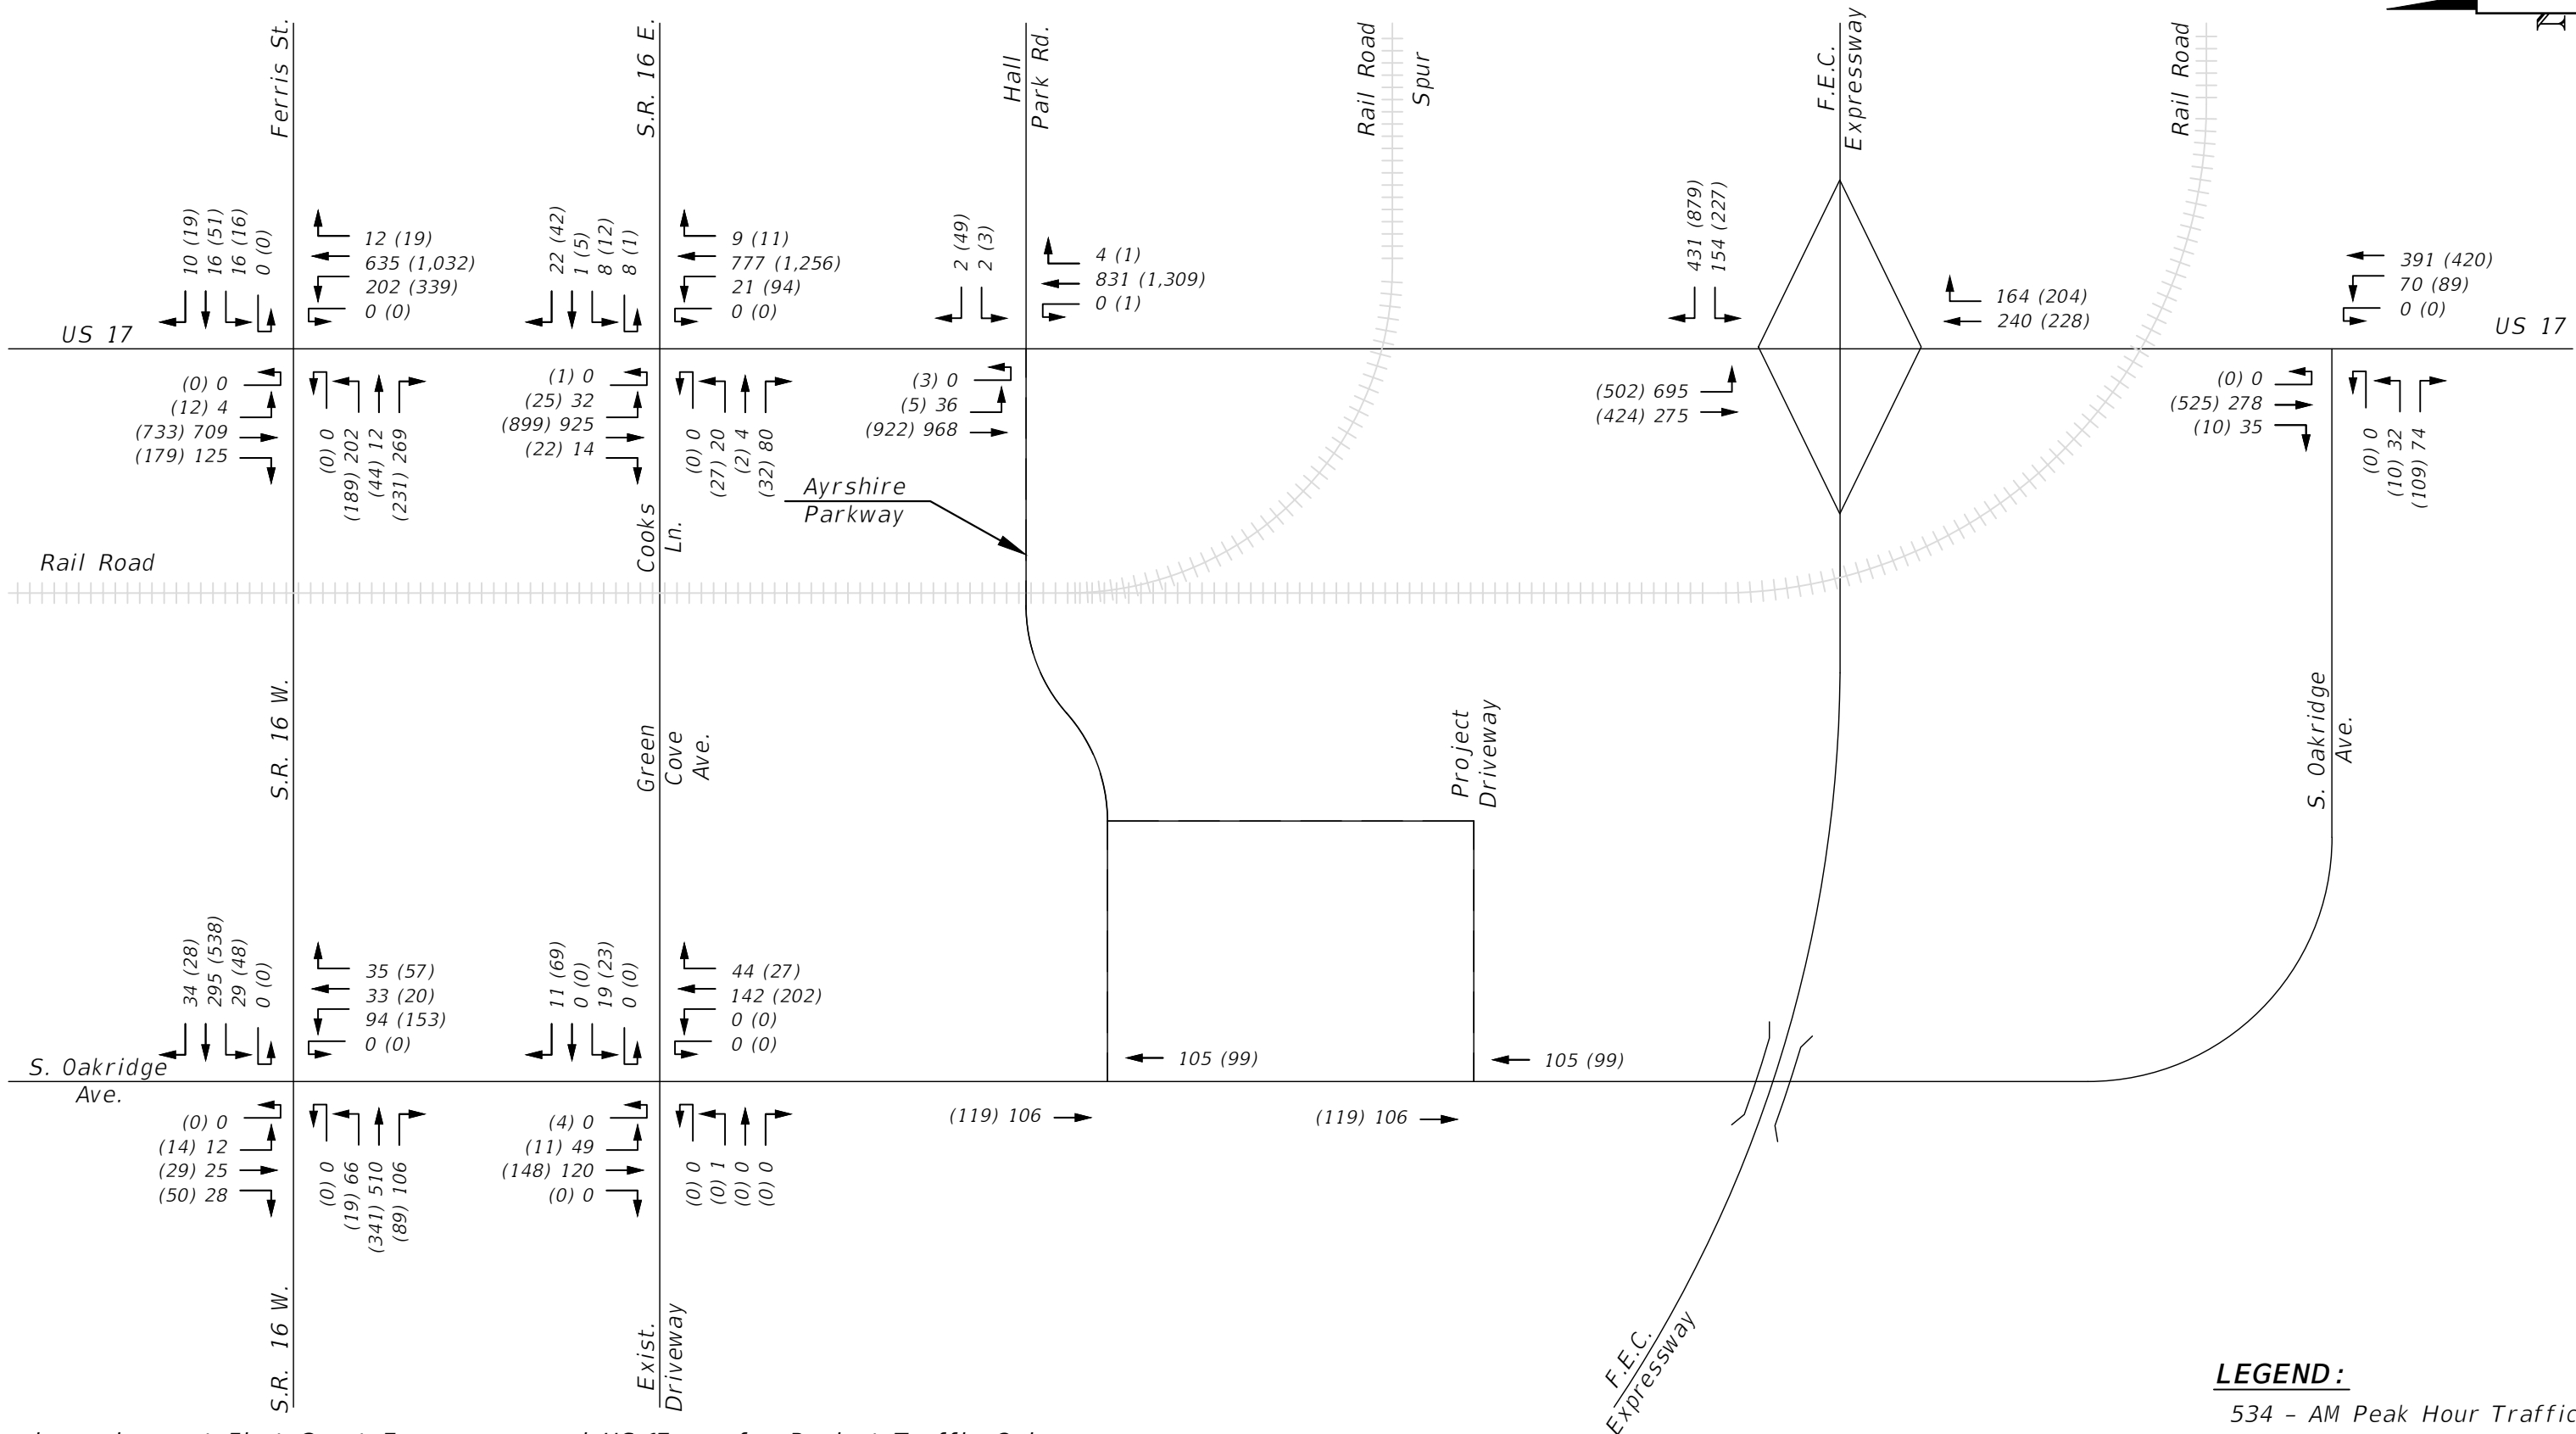 Ferris St.
S.R. 16 E.
Hall
Park Rd.
Rail Road
Spur
F.E.C.
Expressway
Rail Road
10 (19)
16 (51)
16 (16)
0 (0)
12 (19)
635 (1,032)
202 (339)
0 (0)
22 (42)
1 (5)
8 (12)
8 (1)
9 (11)
777 (1,256)
21 (94)
0 (0)
2 (49)
2 (3)
4 (1)
831 (1,309)
0 (1)
431 (879)
154 (227)
164 (204)
240 (228)
391 (420)
70 (89)
0 (0)
US 17
US 17
(0) 0
(12) 4
(733) 709
(179) 125
(0) 0
(189) 202
(44) 12
(231) 269
(1) 0
(25) 32
(899) 925
(22) 14
(0) 0
(27) 20
(2) 4
(32) 80
(3) 0
(5) 36
(922) 968
(502) 695
(424) 275
(0) 0
(525) 278
(10) 35
(0) 0
(10) 32
(109) 74
Ayrshire
Parkway
Cooks
Ln.
Rail Road
S.R. 16 W.
Green
Cove
Ave.
Project
Driveway
S. Oakridge
Ave.
34 (28)
295 (538)
29 (48)
0 (0)
35 (57)
33 (20)
94 (153)
0 (0)
11 (69)
0 (0)
19 (23)
0 (0)
44 (27)
142 (202)
0 (0)
0 (0)
105 (99)
105 (99)
S. Oakridge
Ave.
(0) 0
(14) 12
(29) 25
(50) 28
(0) 0
(19) 66
(341) 510
(89) 106
(4) 0
(11) 49
(148) 120
(0) 0
(0) 0
(0) 1
(0) 0
(0) 0
(119) 106
(119) 106
S.R. 16 W.
Exist.
Driveway
F.E.C.
Expressway
LEGEND:
534 – AM Peak Hour Traffic